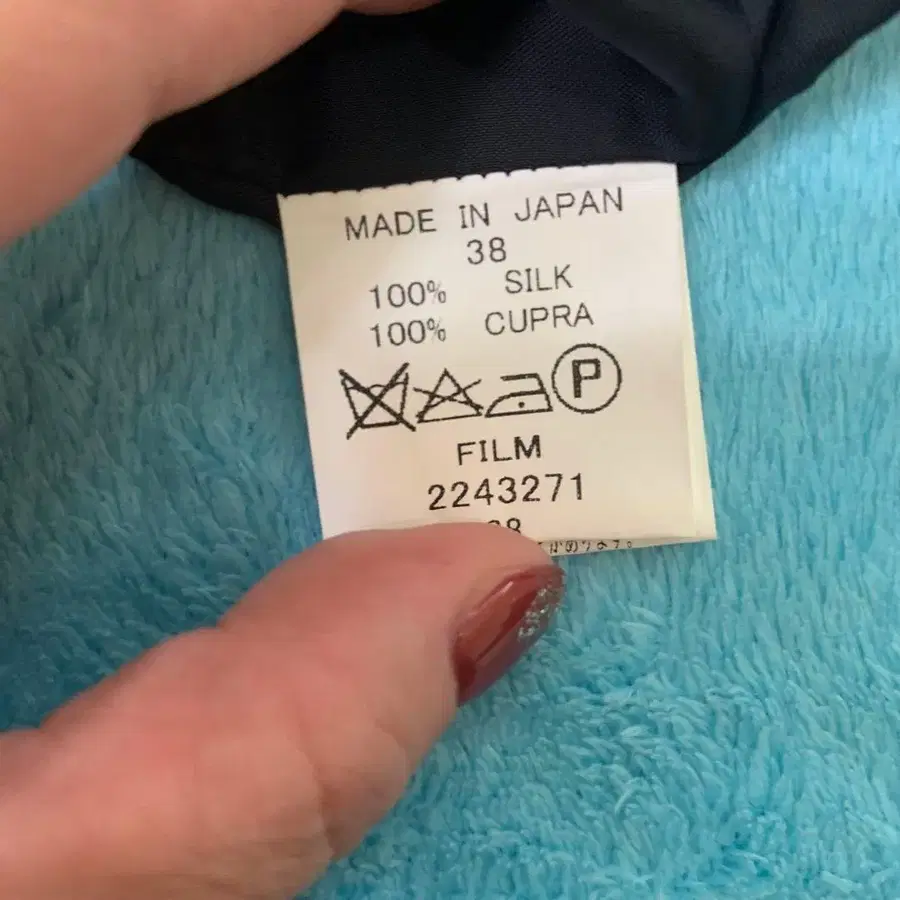 MADE IN JAPAN
38
100% SILK
100% CUPRA
P
FILM
2243271